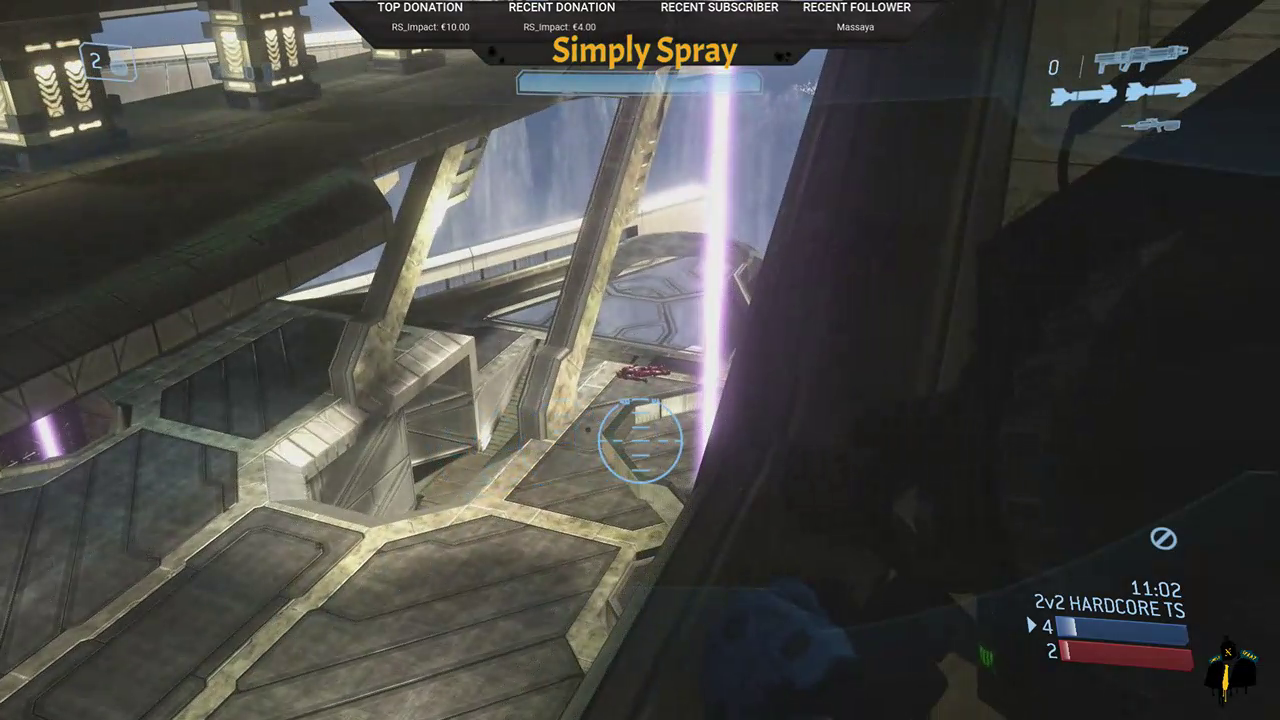 TOP DONATION RECENT DONATION RECENT SUBSCRIBER RECENT FOLLOWER
RS_Impact: €10.00 RS_Impact: €4.00 Massaya
Simply Spray
2
0
11:02
2v2 HARDCORE TS
4
2